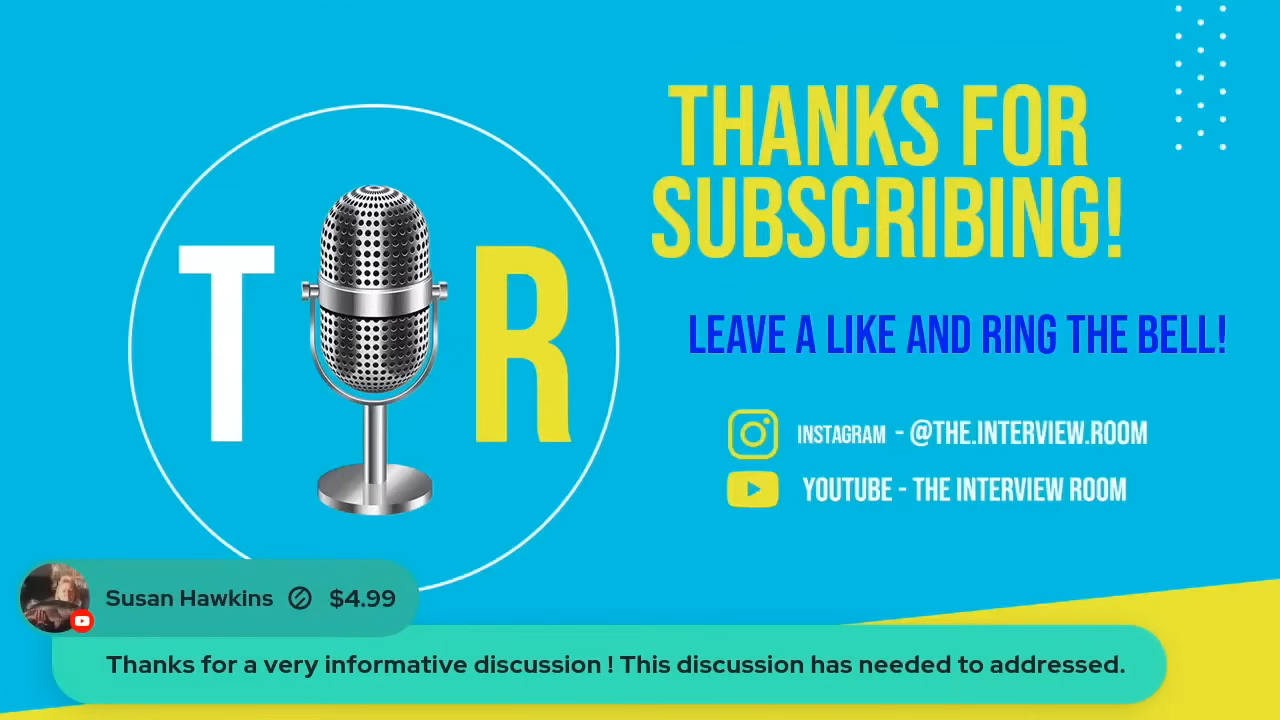 T R
THANKS FOR
SUBSCRIBING!
LEAVE A LIKE AND RING THE BELL!
INSTAGRAM - @THE.INTERVIEW.ROOM
YOUTUBE - THE INTERVIEW ROOM
Susan Hawkins $4.99
Thanks for a very informative discussion ! This discussion has needed to addressed.